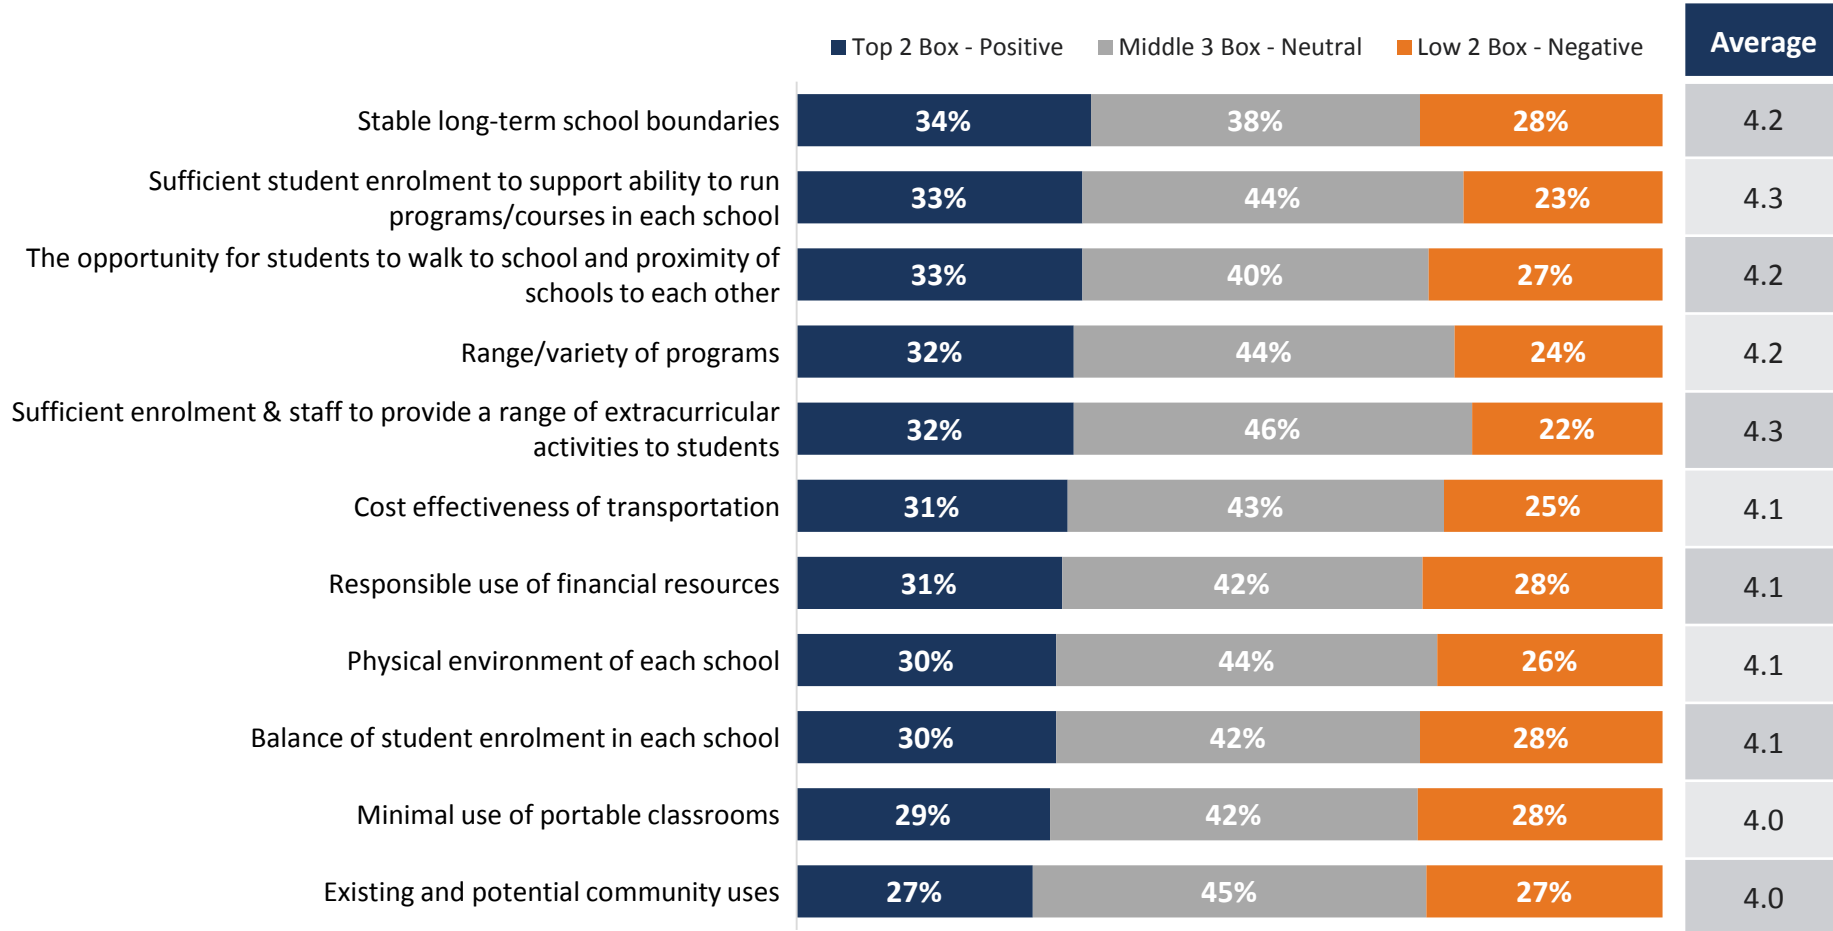 Top 2 Box - Positive Middle 3 Box - Neutral Low 2 Box - Negative Average
Stable long-term school boundaries 34% 38% 28% 4.2
Sufficient student enrolment to support ability to run
programs/courses in each school 33% 44% 23% 4.3
The opportunity for students to walk to school and proximity of
schools to each other 33% 40% 27% 4.2
Range/variety of programs 32% 44% 24% 4.2
Sufficient enrolment & staff to provide a range of extracurricular
activities to students 32% 46% 22% 4.3
Cost effectiveness of transportation 31% 43% 25% 4.1
Responsible use of financial resources 31% 42% 28% 4.1
Physical environment of each school 30% 44% 26% 4.1
Balance of student enrolment in each school 30% 42% 28% 4.1
Minimal use of portable classrooms 29% 42% 28% 4.0
Existing and potential community uses 27% 45% 27% 4.0